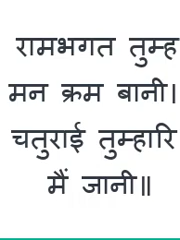 रामभगत तुम्ह
मन क्रम बानी।
चतुराई तुम्हारि
मैं जानी॥